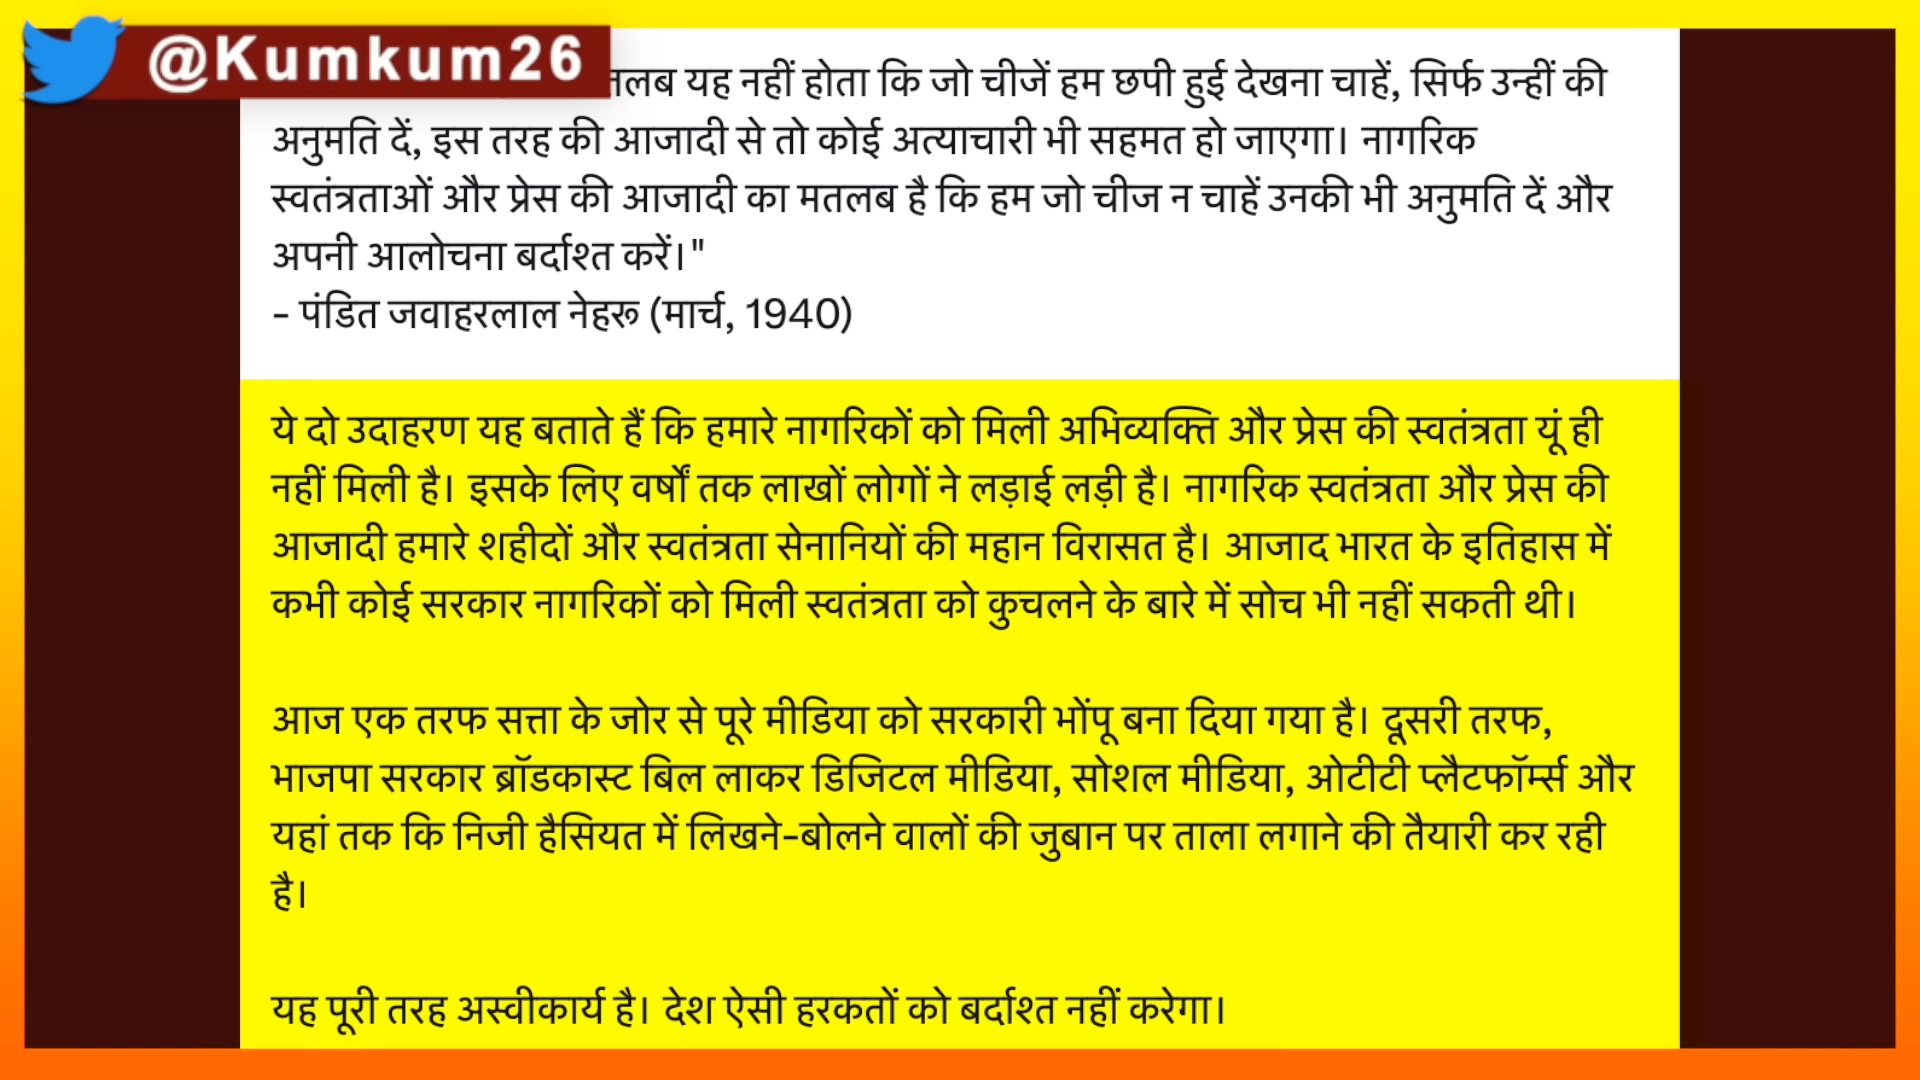 @Kumkum26
यह नहीं होता कि जो चीजें हम छपी हुई देखना चाहें, सिर्फ उन्हीं की
अनुमति दें, इस तरह की आजादी से तो कोई अत्याचारी भी सहमत हो जाएगा। नागरिक
स्वतंत्रताओं और प्रेस की आजादी का मतलब है कि हम जो चीज न चाहें उनकी भी अनुमति दें और
अपनी आलोचना बर्दाश्त करें।"
- पंडित जवाहरलाल नेहरू (मार्च, 1940)
ये दो उदाहरण यह बताते हैं कि हमारे नागरिकों को मिली अभिव्यक्ति और प्रेस की स्वतंत्रता यूं ही
नहीं मिली है। इसके लिए वर्षों तक लाखों लोगों ने लड़ाई लड़ी है। नागरिक स्वतंत्रता और प्रेस की
आजादी हमारे शहीदों और स्वतंत्रता सेनानियों की महान विरासत है। आजाद भारत के इतिहास में
कभी कोई सरकार नागरिकों को मिली स्वतंत्रता को कुचलने के बारे में सोच भी नहीं सकती थी।
आज एक तरफ सत्ता के जोर से पूरे मीडिया को सरकारी भोंपू बना दिया गया है। दूसरी तरफ,
भाजपा सरकार ब्रॉडकास्ट बिल लाकर डिजिटल मीडिया, सोशल मीडिया, ओटीटी प्लैटफॉर्म्स और
यहां तक कि निजी हैसियत में लिखने-बोलने वालों की जुबान पर ताला लगाने की तैयारी कर रही
है।
यह पूरी तरह अस्वीकार्य है। देश ऐसी हरकतों को बर्दाश्त नहीं करेगा।